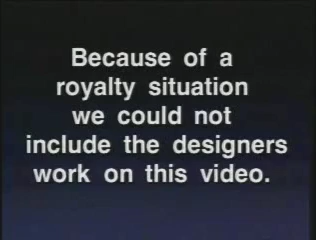 Because of a
royalty situation
we could not
include the designers
work on this video.